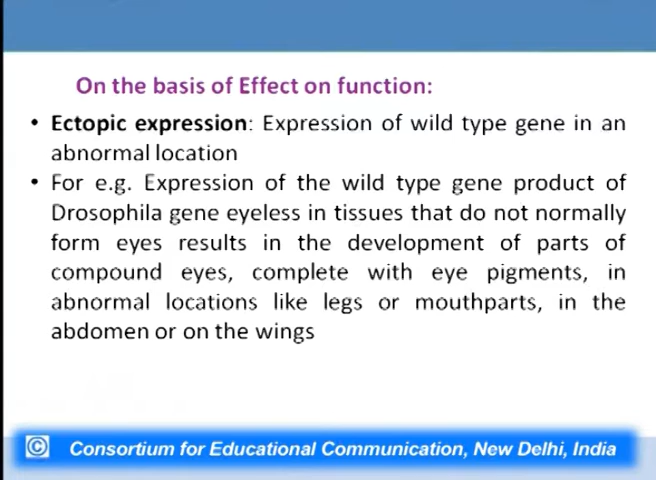 On the basis of Effect on function:
• Ectopic expression: Expression of wild type gene in an
abnormal location
• For e.g. Expression of the wild type gene product of
Drosophila gene eyeless in tissues that do not normally
form eyes results in the development of parts of
compound eyes, complete with eye pigments, in
abnormal locations like legs or mouthparts, in the
abdomen or on the wings
© Consortium for Educational Communication, New Delhi, India